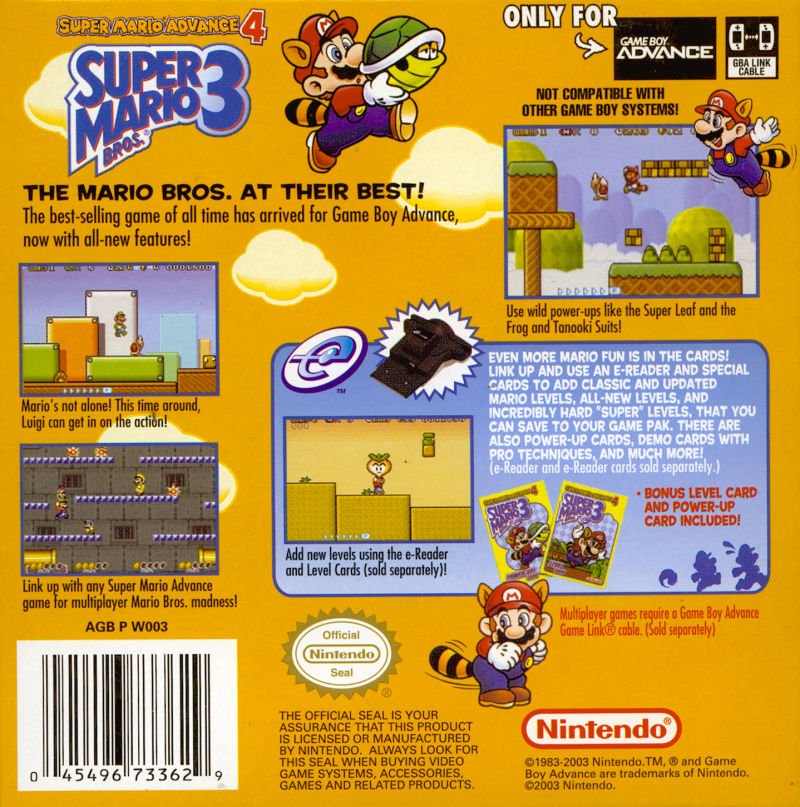 SUPER MARIO ADVANCE 4
SUPER
MARIO
BROS.®
3
ONLY FOR
GAME BOY
ADVANCE
GBA LINK
CABLE
NOT COMPATIBLE WITH
OTHER GAME BOY SYSTEMS!
THE MARIO BROS. AT THEIR BEST!
The best-selling game of all time has arrived for Game Boy Advance,
now with all-new features!
Use wild power-ups like the Super Leaf and the
Frog and Tanooki Suits!
Mario's not alone! This time around,
Luigi can get in on the action!
Link up with any Super Mario Advance
game for multiplayer Mario Bros. madness!
e
TM
EVEN MORE MARIO FUN IS IN THE CARDS!
LINK UP AND USE AN E-READER AND SPECIAL
CARDS TO ADD CLASSIC AND UPDATED
MARIO LEVELS, ALL-NEW LEVELS, AND
INCREDIBLY HARD "SUPER" LEVELS, THAT YOU
CAN SAVE TO YOUR GAME PAK. THERE ARE
ALSO POWER-UP CARDS, DEMO CARDS WITH
PRO TECHNIQUES, AND MUCH MORE!
(e-Reader and e-Reader cards sold separately.)
Add new levels using the e-Reader
and Level Cards (sold separately)!
SUPER
MARIO
3
SUPER
MARIO
3
• BONUS LEVEL CARD
AND POWER-UP
CARD INCLUDED!
Multiplayer games require a Game Boy Advance
Game Link® cable. (Sold separately)
AGB P W003
0 45496 73362 9
Official
Nintendo
Seal
®
THE OFFICIAL SEAL IS YOUR
ASSURANCE THAT THIS PRODUCT
IS LICENSED OR MANUFACTURED
BY NINTENDO. ALWAYS LOOK FOR
THIS SEAL WHEN BUYING VIDEO
GAME SYSTEMS, ACCESSORIES,
GAMES AND RELATED PRODUCTS.
Nintendo®
©1983-2003 Nintendo.TM, ® and Game
Boy Advance are trademarks of Nintendo.
©2003 Nintendo.